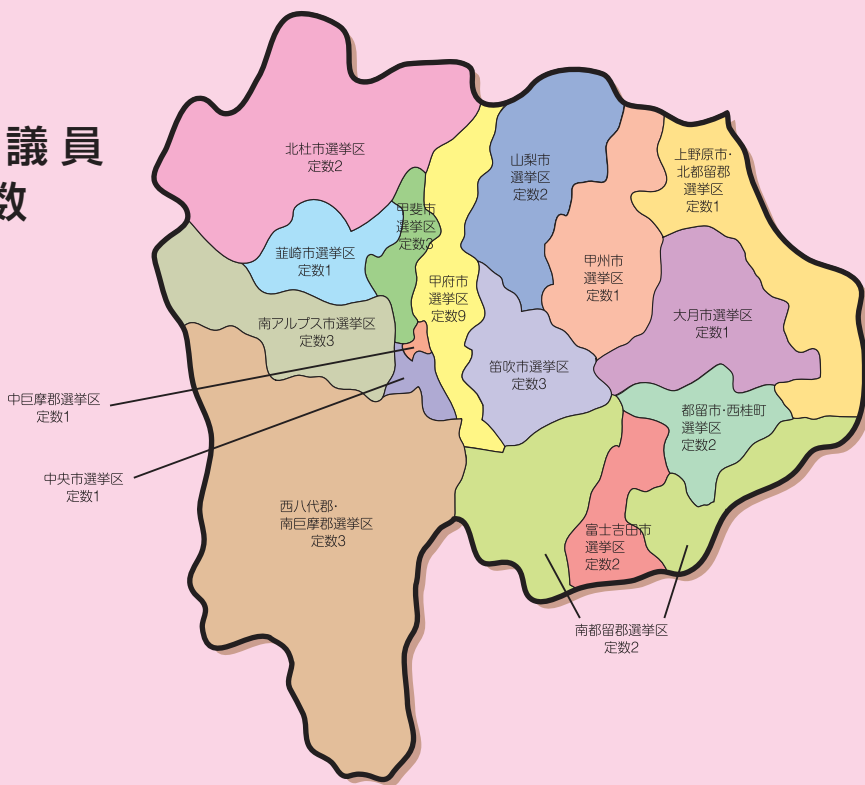 議員
数
北杜市選挙区
定数2
韮崎市選挙区
定数1
甲斐市
選挙区
定数3
南アルプス市選挙区
定数3
甲府市
選挙区
定数9
山梨市
選挙区
定数2
甲州市
選挙区
定数1
上野原市・
北都留郡
選挙区
定数1
大月市選挙区
定数1
笛吹市選挙区
定数3
都留市・西桂町
選挙区
定数2
中巨摩郡選挙区
定数1
中央市選挙区
定数1
西八代郡・
南巨摩郡選挙区
定数3
富士吉田市
選挙区
定数2
南都留郡選挙区
定数2